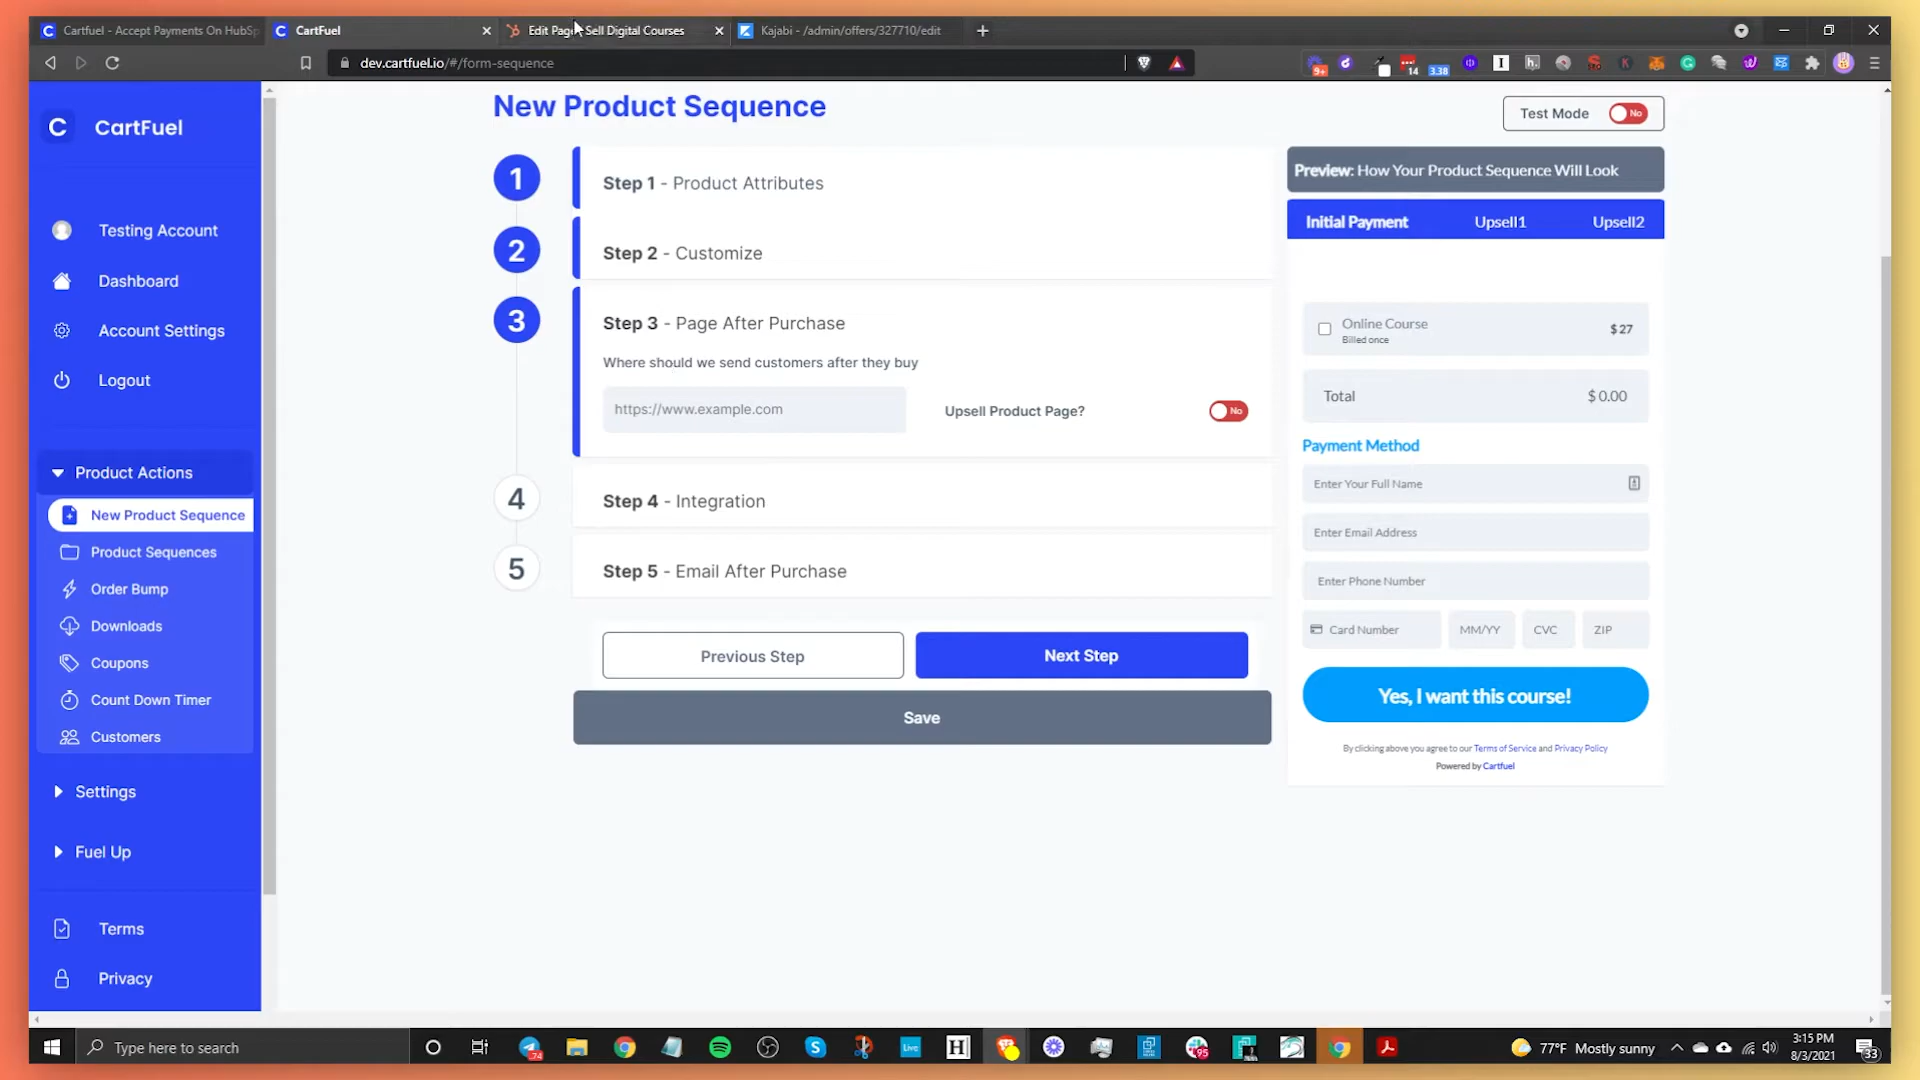 Cartfuel - Accept Payments On HubSp
CartFuel
Edit Page: Sell Digital Courses
Kajabi - /admin/offers/327710/edit
dev.cartfuel.io/#/form-sequence
9+
14
3.38
C
CartFuel
Testing Account
Dashboard
Account Settings
Logout
Product Actions
New Product Sequence
Product Sequences
Order Bump
Downloads
Coupons
Count Down Timer
Customers
Settings
Fuel Up
Terms
Privacy
New Product Sequence
Test Mode
No
1
Step 1 - Product Attributes
2
Step 2 - Customize
3
Step 3 - Page After Purchase
Where should we send customers after they buy
https://www.example.com
Upsell Product Page?
No
4
Step 4 - Integration
5
Step 5 - Email After Purchase
Previous Step
Next Step
Save
Preview: How Your Product Sequence Will Look
Initial Payment
Upsell1
Upsell2
Online Course
Billed once
$ 27
Total
$ 0.00
Payment Method
Enter Your Full Name
Enter Email Address
Enter Phone Number
Card Number
MM/YY
CVC
ZIP
Yes, I want this course!
By clicking above you agree to our Terms of Service and Privacy Policy
Powered by Cartfuel
Type here to search
74
Live
H
95
77°F Mostly sunny
3:15 PM
8/3/2021
33